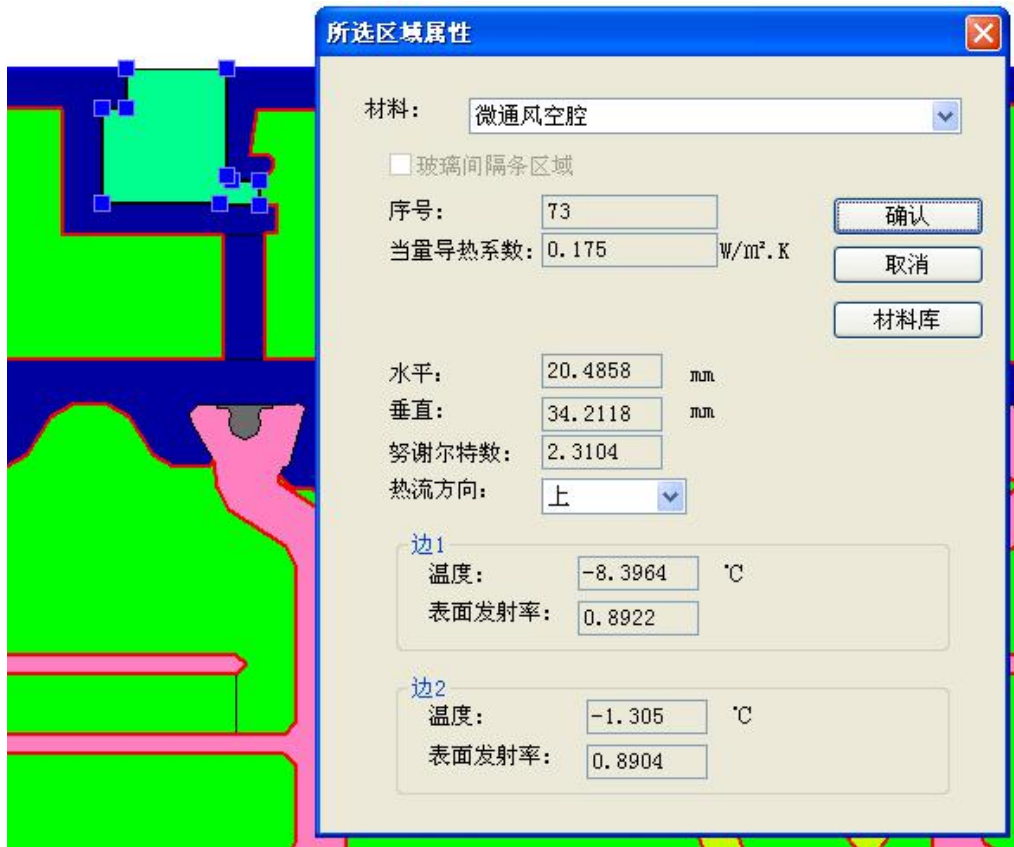 所选区域属性
材料： 微通风空腔
玻璃间隔条区域
序号： 73
确认
当量导热系数： 0.175 W/m².K
取消
材料库
水平： 20.4858 mm
垂直： 34.2118 mm
努谢尔特数： 2.3104
热流方向： 上
边1
温度： -8.3964 ℃
表面发射率： 0.8922
边2
温度： -1.305 ℃
表面发射率： 0.8904